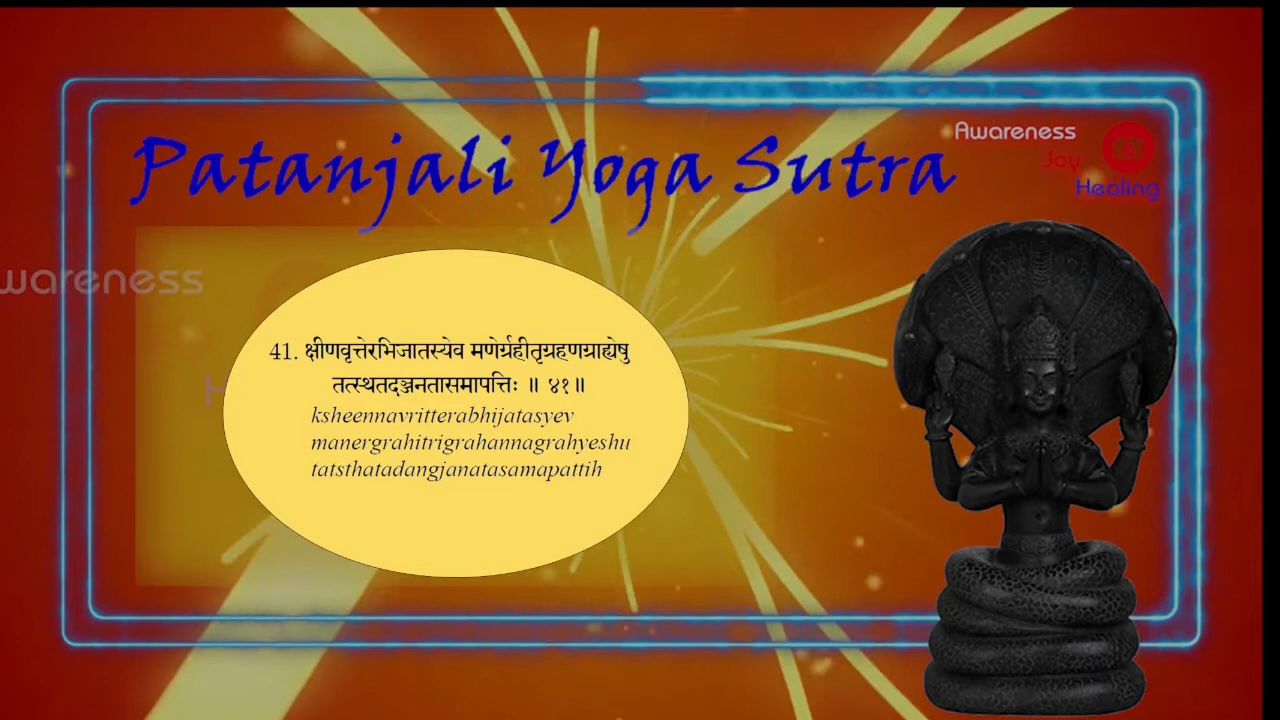 Patanjali Yoga Sutra
Awareness
Joy
Healing
wareness
H
41. क्षीणवृत्तेरभिजातस्येव मणेर्ग्रहीतृग्रहणग्राह्येषु
तत्स्थतदञ्जनतासमापत्तिः ॥ ४१॥
ksheennavritterabhijatasyev
manergrahitrigrahannagrahyeshu
tatsthatadangjanatasamapattih